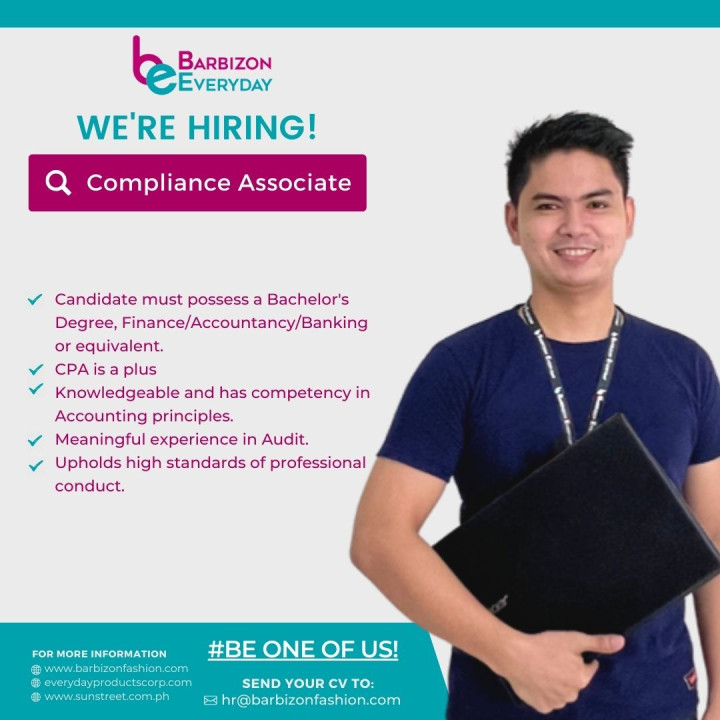 be BARBIZON
EVERYDAY
WE'RE HIRING!
Compliance Associate
Candidate must possess a Bachelor's
Degree, Finance/Accountancy/Banking
or equivalent.
CPA is a plus
Knowledgeable and has competency in
Accounting principles.
Meaningful experience in Audit.
Upholds high standards of professional
conduct.
acer
FOR MORE INFORMATION
www.barbizonfashion.com
everydayproductscorp.com
www.sunstreet.com.ph
#BE ONE OF US!
SEND YOUR CV TO:
hr@barbizonfashion.com